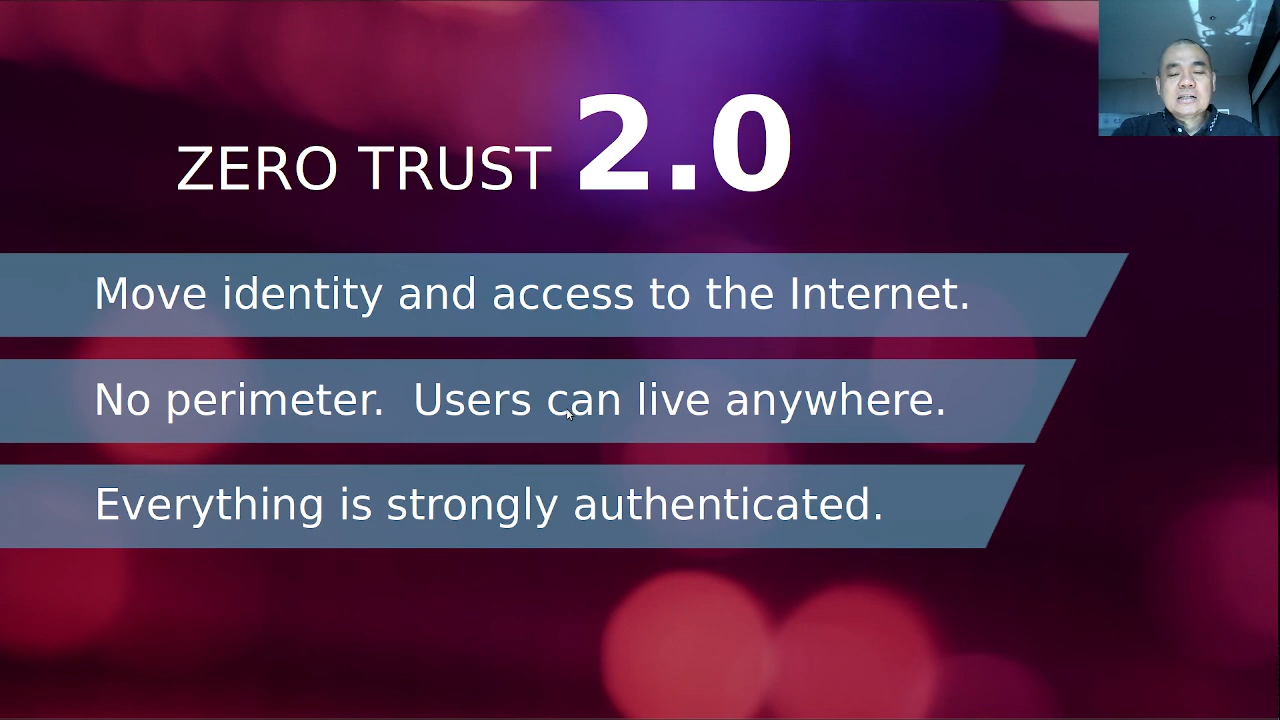 ZERO TRUST 2.0
Move identity and access to the Internet.
No perimeter.  Users can live anywhere.
Everything is strongly authenticated.